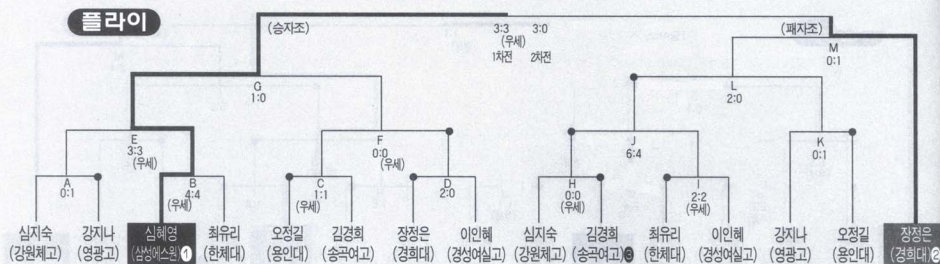 플라이
(승자조) 3:3 3:0 (패자조)
(우세)
1차전 2차전
M
0:1
G
1:0
L
2:0
E
3:3
(우세)
F
0:0
(우세)
J
6:4
K
0:1
A
0:1
B
4:4
(우세)
C
1:1
(우세)
D
2:0
H
0:0
(우세)
I
2:2
(우세)
심지숙 강지나 심혜영 최유리 오정길 김경희 장정은 이인혜 심지숙 김경희 최유리 이인혜 강지나 오정길 장정은
(강원체고) (영광고) (삼성에스원)1 (한체대) (용인대) (송곡여고) (경희대) (경성여실고) (강원체고) (송곡여고)3 (한체대) (경성여실고) (영광고) (용인대) (경희대)2